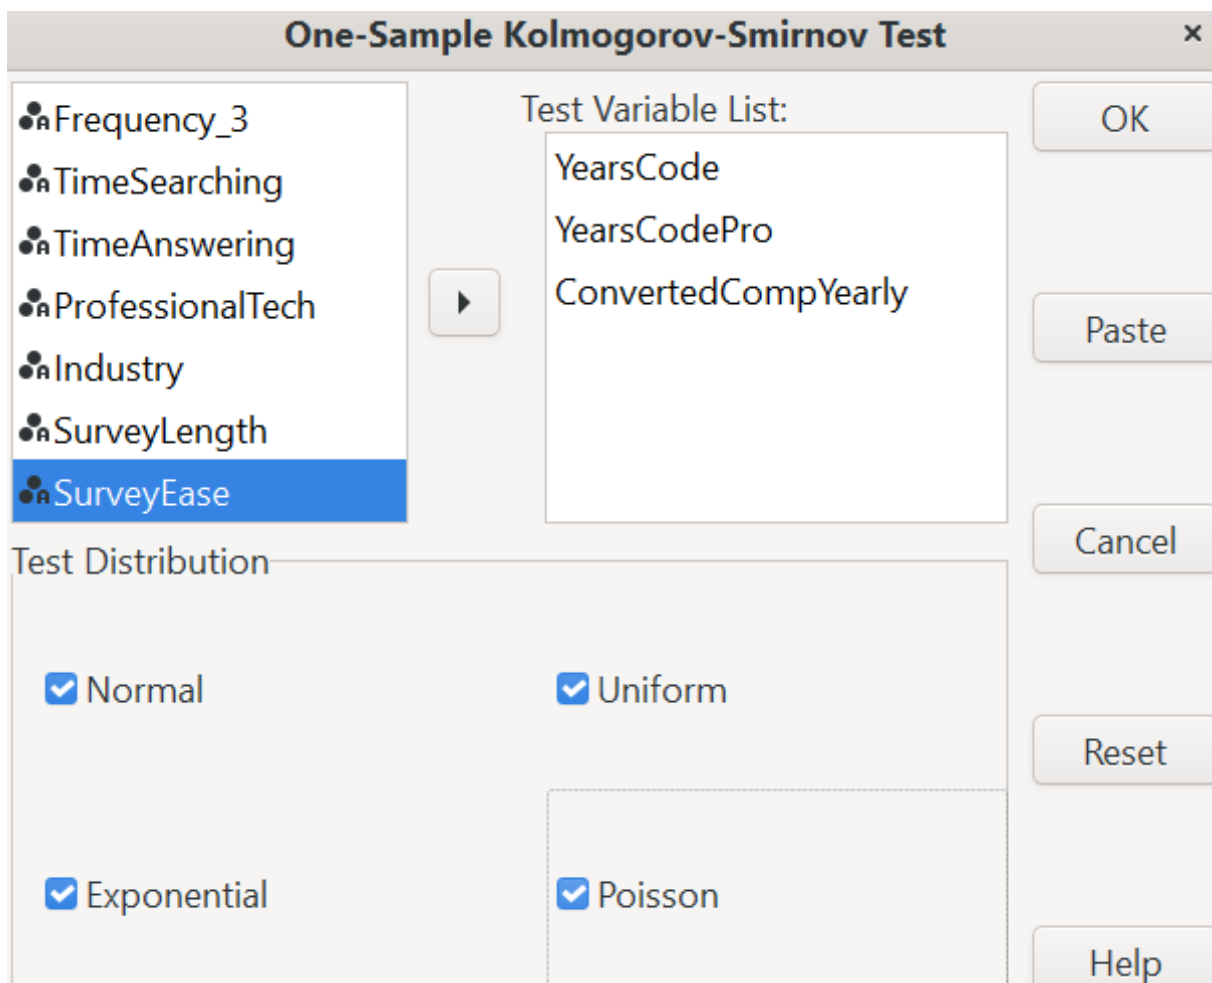 One-Sample Kolmogorov-Smirnov Test ×
Frequency_3
TimeSearching
TimeAnswering
ProfessionalTech
Industry
SurveyLength
SurveyEase
Test Variable List:
YearsCode
YearsCodePro
ConvertedCompYearly
OK
Paste
Cancel
Reset
Help
Test Distribution
Normal
Uniform
Exponential
Poisson